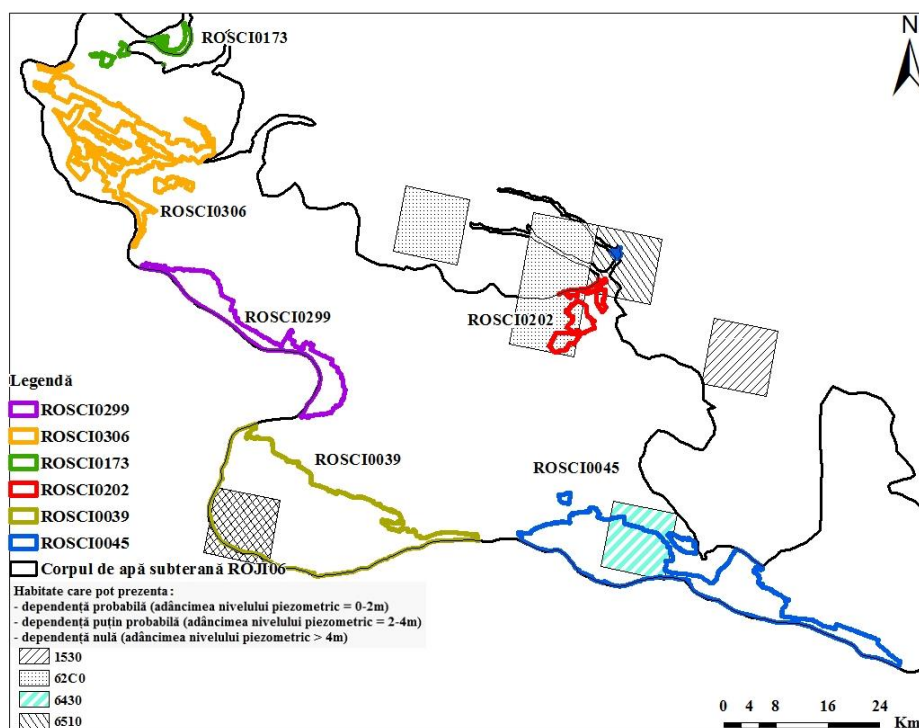 N
ROSCI0173
ROSCI0306
ROSCI0299
ROSCI0202
ROSCI0039
ROSCI0045
Legendă
ROSCI0299
ROSCI0306
ROSCI0173
ROSCI0202
ROSCI0039
ROSCI0045
Corpul de apă subterană ROJI06
Habitate care pot prezenta :
- dependență probabilă (adâncimea nivelului piezometric = 0-2m)
- dependență puțin probabilă (adâncimea nivelului piezometric = 2-4m)
- dependență nulă (adâncimea nivelului piezometric > 4m)
1530
62C0
6430
6510
0 4 8 16 24
Km